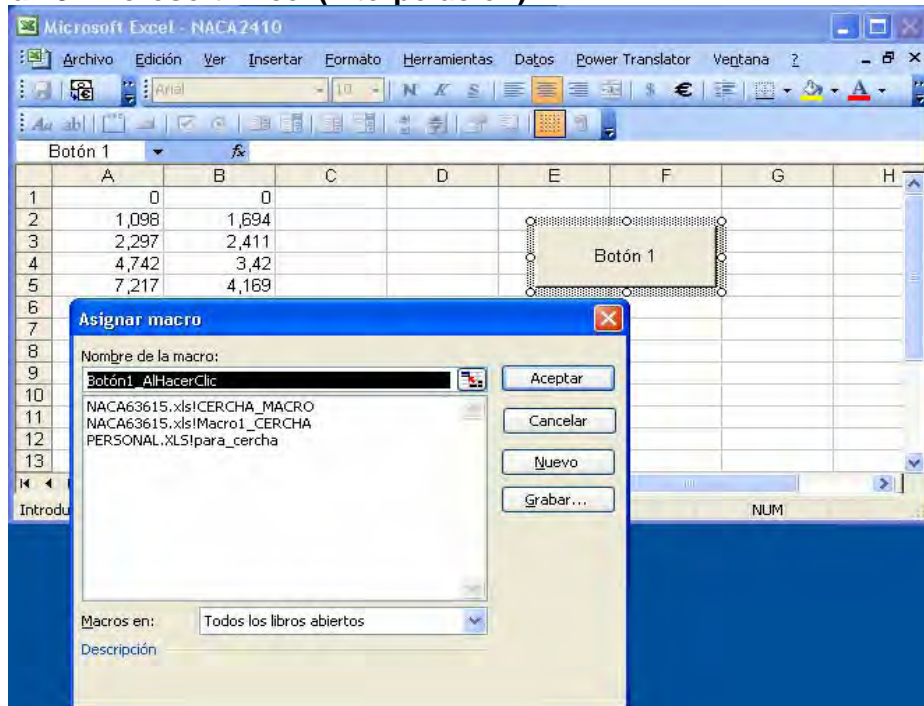 Microsoft Excel - NACA2410
Archivo Edición Ver Insertar Formato Herramientas Datos Power Translator Ventana ?
Arial 10 N K S $ €
Botón 1 fx
A B C D E F G H
1 0 0
2 1,098 1,694
3 2,297 2,411
4 4,742 3,42
5 7,217 4,169
Botón 1
6
7
8
9
10
11
12
13
Asignar macro
Nombre de la macro:
Botón1_AlHacerClic
Aceptar
NACA63615.xls!CERCHA_MACRO
NACA63615.xls!Macro1_CERCHA
PERSONAL.XLS!para_cercha
Cancelar
Nuevo
Grabar...
Introdu
NUM
Macros en: Todos los libros abiertos
Descripción